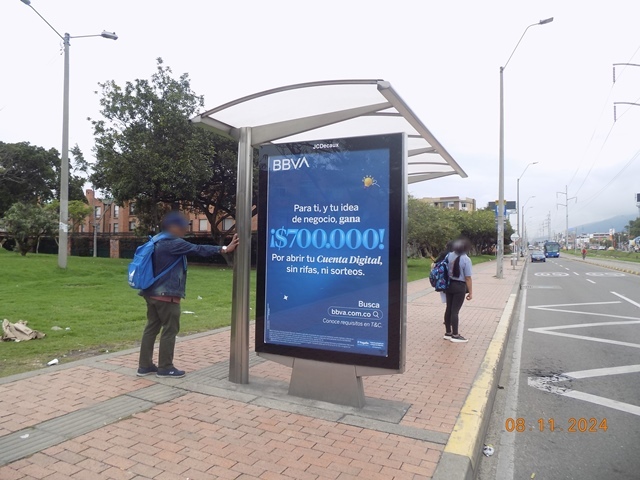 JCDecaux
BBVA
Para ti, y tu idea
de negocio, gana
¡$700.000!
Por abrir tu Cuenta Digital,
sin rifas, ni sorteos.
Busca
bbva.com.co
Conoce requisitos en T&C
08.11.2024